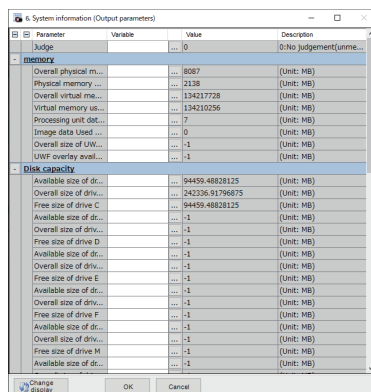 6. System information (Output parameters)
Parameter Variable Value Description
Judge ... 0 0:No judgement(unme...
- memory
Overall physical m... ... 8087 (Unit: MB)
Physical memory ... ... 2138 (Unit: MB)
Overall virtual me... ... 134217728 (Unit: MB)
Virtual memory us... ... 134210256 (Unit: MB)
Processing unit dat... ... 7 (Unit: MB)
Image data Used ... ... 0 (Unit: MB)
Overall size of UW... ... -1 (Unit: MB)
UWF overlay avail... ... -1 (Unit: MB)
- Disk capacity
Available size of dr... ... 94459.48828125 (Unit: MB)
Overall size of driv... ... 242336.91796875 (Unit: MB)
Free size of drive C ... 94459.48828125 (Unit: MB)
Available size of dr... ... -1 (Unit: MB)
Overall size of driv... ... -1 (Unit: MB)
Free size of drive D ... -1 (Unit: MB)
Available size of dr... ... -1 (Unit: MB)
Overall size of driv... ... -1 (Unit: MB)
Free size of drive E ... -1 (Unit: MB)
Available size of dr... ... -1 (Unit: MB)
Overall size of driv... ... -1 (Unit: MB)
Free size of drive F ... -1 (Unit: MB)
Available size of dr... ... -1 (Unit: MB)
Overall size of driv... ... -1 (Unit: MB)
Free size of drive M ... -1 (Unit: MB)
Available size of dr... ... -1 (Unit: MB)
Change display OK Cancel